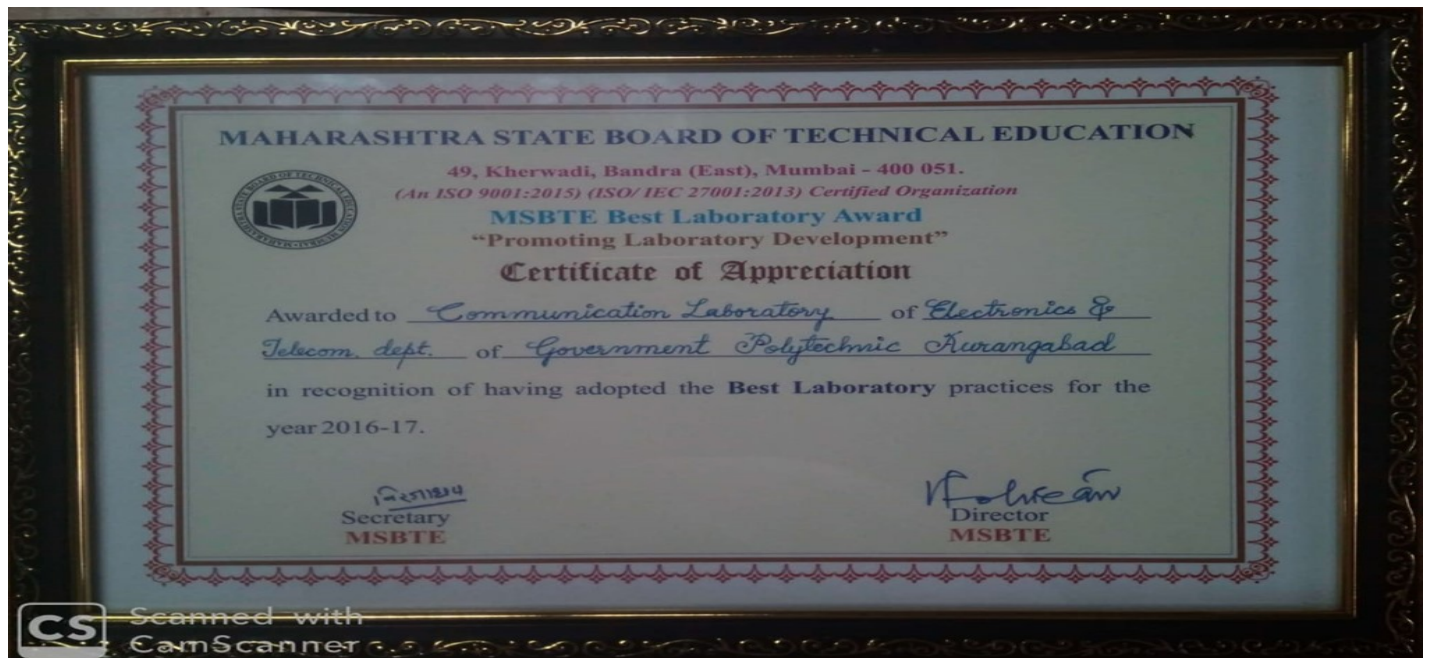 MAHARASHTRA STATE BOARD OF TECHNICAL EDUCATION
49, Kherwadi, Bandra (East), Mumbai - 400 051.
(An ISO 9001:2015) (ISO/ IEC 27001:2013) Certified Organization
MSBTE Best Laboratory Award
“Promoting Laboratory Development”
Certificate of Appreciation
Awarded to Communication Laboratory of Electronics &
Telecom. dept. of Government Polytechnic Aurangabad
in recognition of having adopted the Best Laboratory practices for the
year 2016-17.
Secretary
MSBTE
Director
MSBTE
CS Scanned with
CamScanner